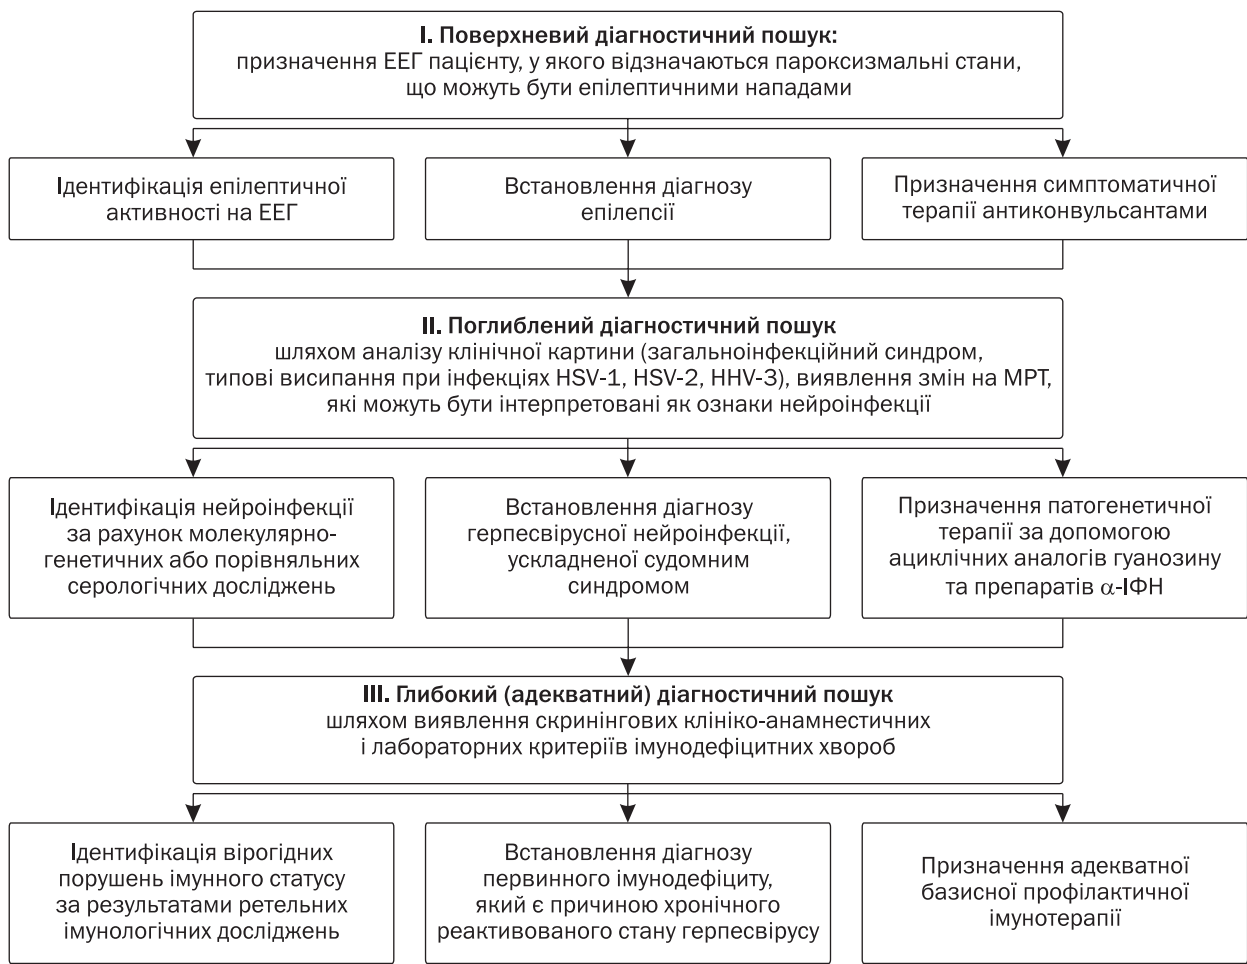 I. Поверхневий діагностичний пошук:
призначення ЕЕГ пацієнту, у якого відзначаються пароксизмальні стани,
що можуть бути епілептичними нападами
Ідентифікація епілептичної
активності на ЕЕГ
Встановлення діагнозу
епілепсії
Призначення симптоматичної
терапії антиконвульсантами
II. Поглиблений діагностичний пошук
шляхом аналізу клінічної картини (загальноінфекційний синдром,
типові висипання при інфекціях HSV-1, HSV-2, HHV-3), виявлення змін на МРТ,
які можуть бути інтерпретовані як ознаки нейроінфекції
Ідентифікація нейроінфекції
за рахунок молекулярно-
генетичних або порівняльних
серологічних досліджень
Встановлення діагнозу
герпесвірусної нейроінфекції,
ускладненої судомним
синдромом
Призначення патогенетичної
терапії за допомогою
ациклічних аналогів гуанозину
та препаратів α-ІФН
III. Глибокий (адекватний) діагностичний пошук
шляхом виявлення скринінгових клініко-анамнестичних
і лабораторних критеріїв імунодефіцитних хвороб
Ідентифікація вірогідних
порушень імунного статусу
за результатами ретельних
імунологічних досліджень
Встановлення діагнозу
первинного імунодефіциту,
який є причиною хронічного
реактивованого стану герпесвірусу
Призначення адекватної
базисної профілактичної
імунотерапії